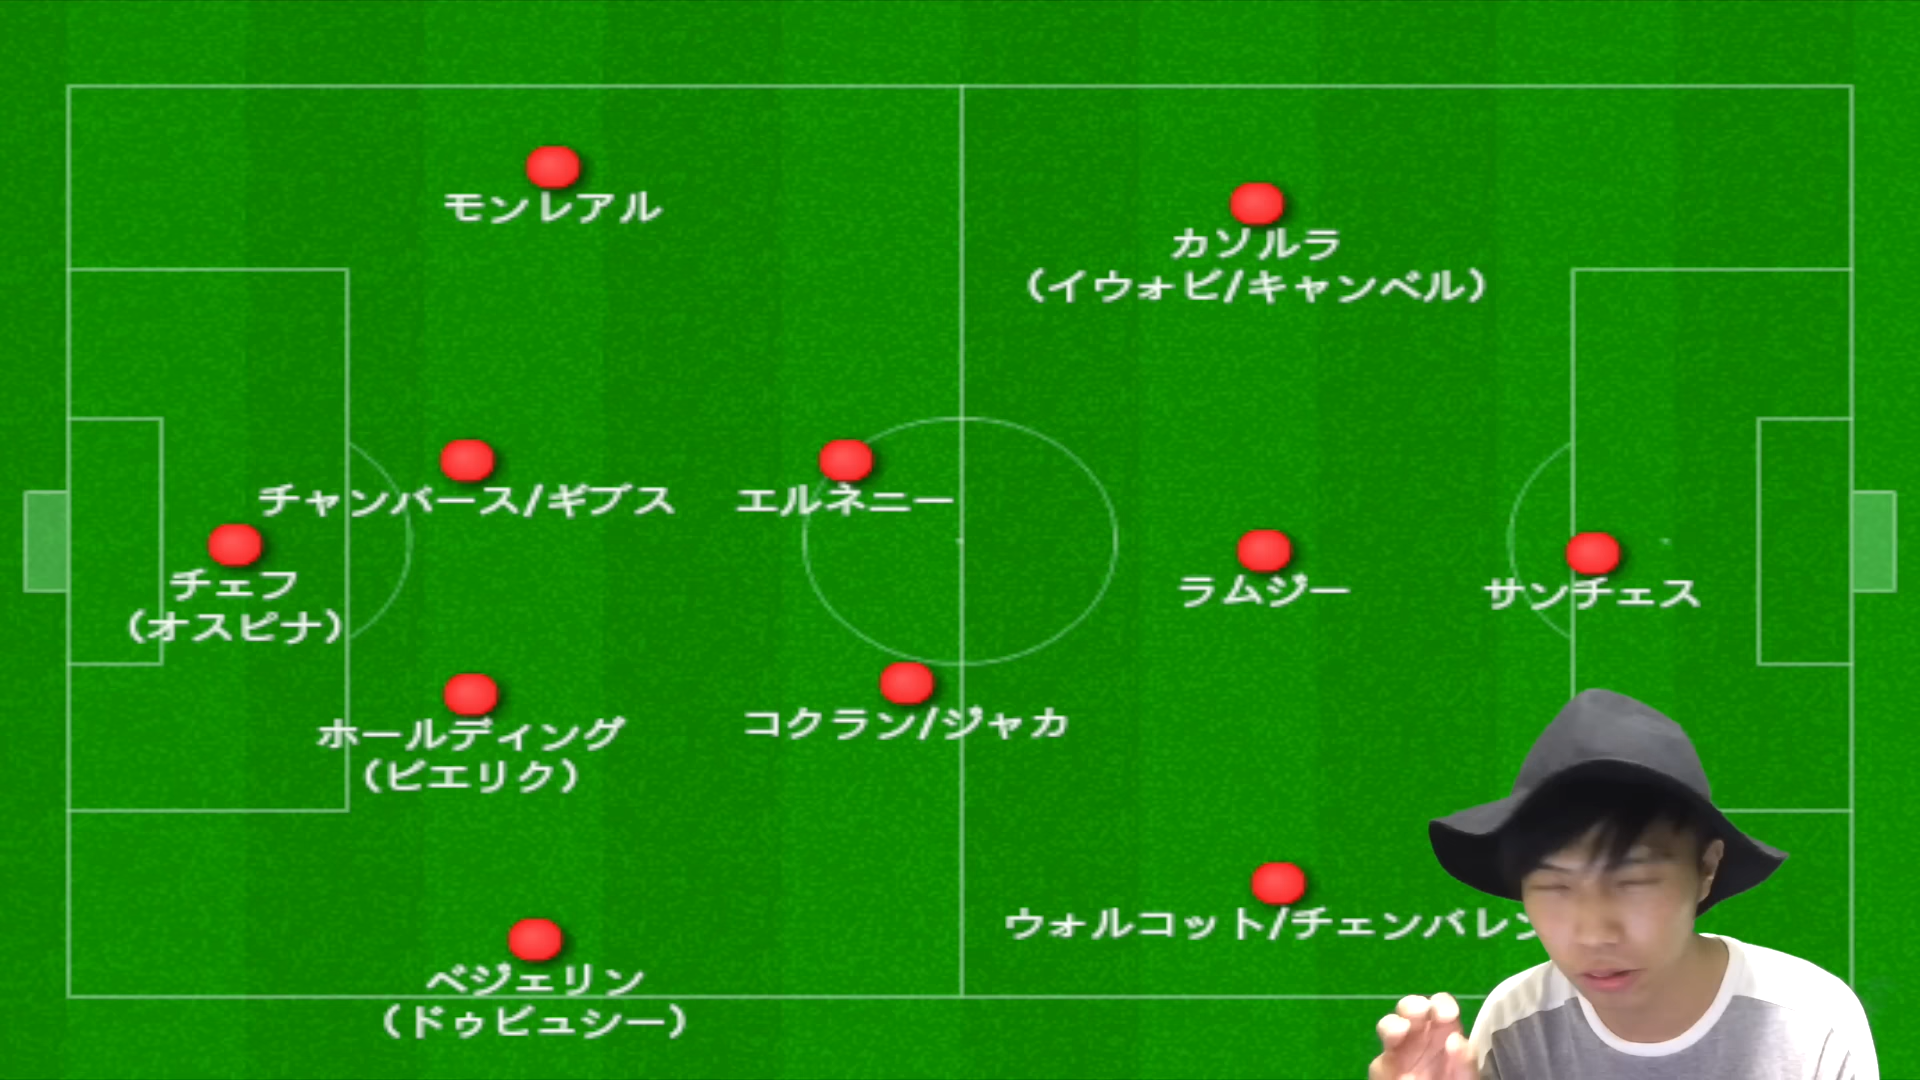 モンレアル
カソルラ
（イウォビ/キャンベル）
チャンバース/ギブス
エルネニー
チェフ
（オスピナ）
ラムジー
サンチェス
ホールディング
（ビエリク）
コクラン/ジャカ
ウォルコット/チェンバレン
ベジェリン
（ドゥビュシー）